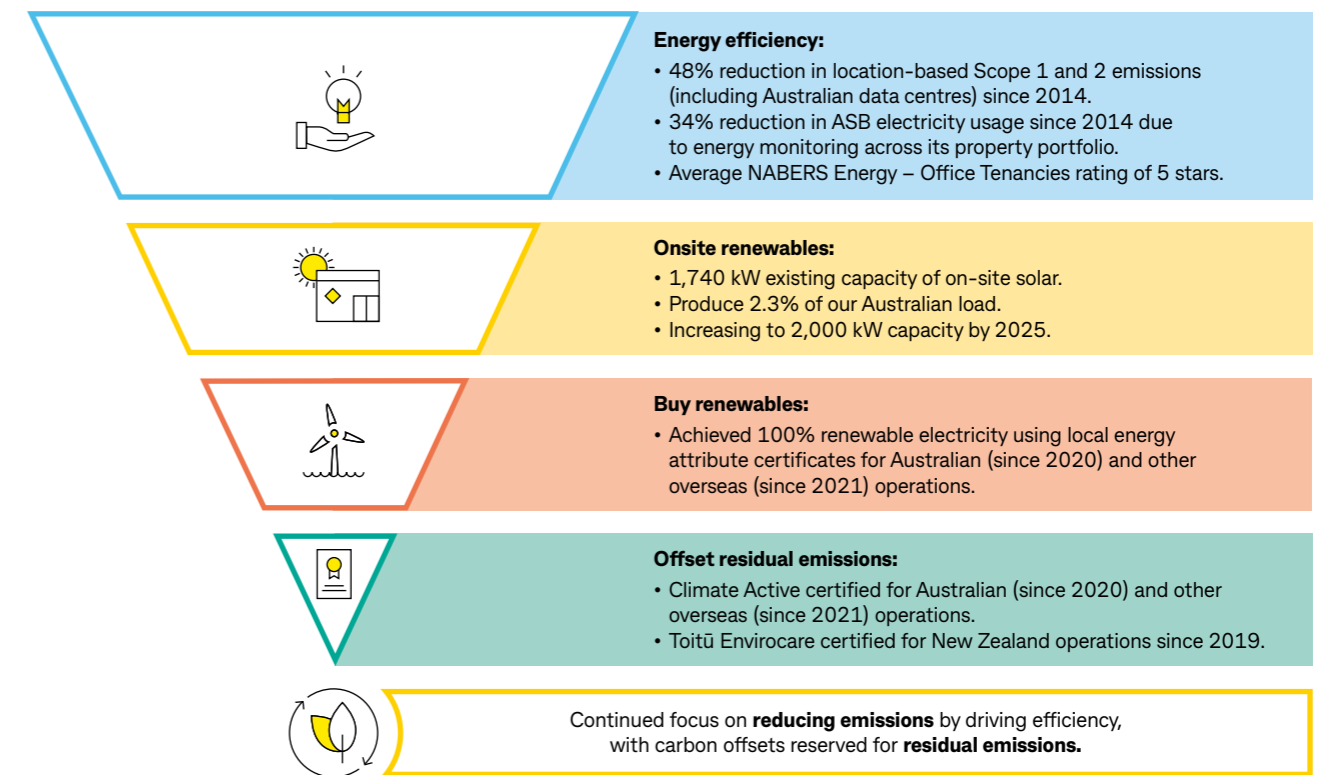 Energy efficiency:
• 48% reduction in location-based Scope 1 and 2 emissions
(including Australian data centres) since 2014.
• 34% reduction in ASB electricity usage since 2014 due
to energy monitoring across its property portfolio.
• Average NABERS Energy – Office Tenancies rating of 5 stars.
Onsite renewables:
• 1,740 kW existing capacity of on-site solar.
• Produce 2.3% of our Australian load.
• Increasing to 2,000 kW capacity by 2025.
Buy renewables:
• Achieved 100% renewable electricity using local energy
attribute certificates for Australian (since 2020) and other
overseas (since 2021) operations.
Offset residual emissions:
• Climate Active certified for Australian (since 2020) and other
overseas (since 2021) operations.
• Toitū Envirocare certified for New Zealand operations since 2019.
Continued focus on reducing emissions by driving efficiency,
with carbon offsets reserved for residual emissions.